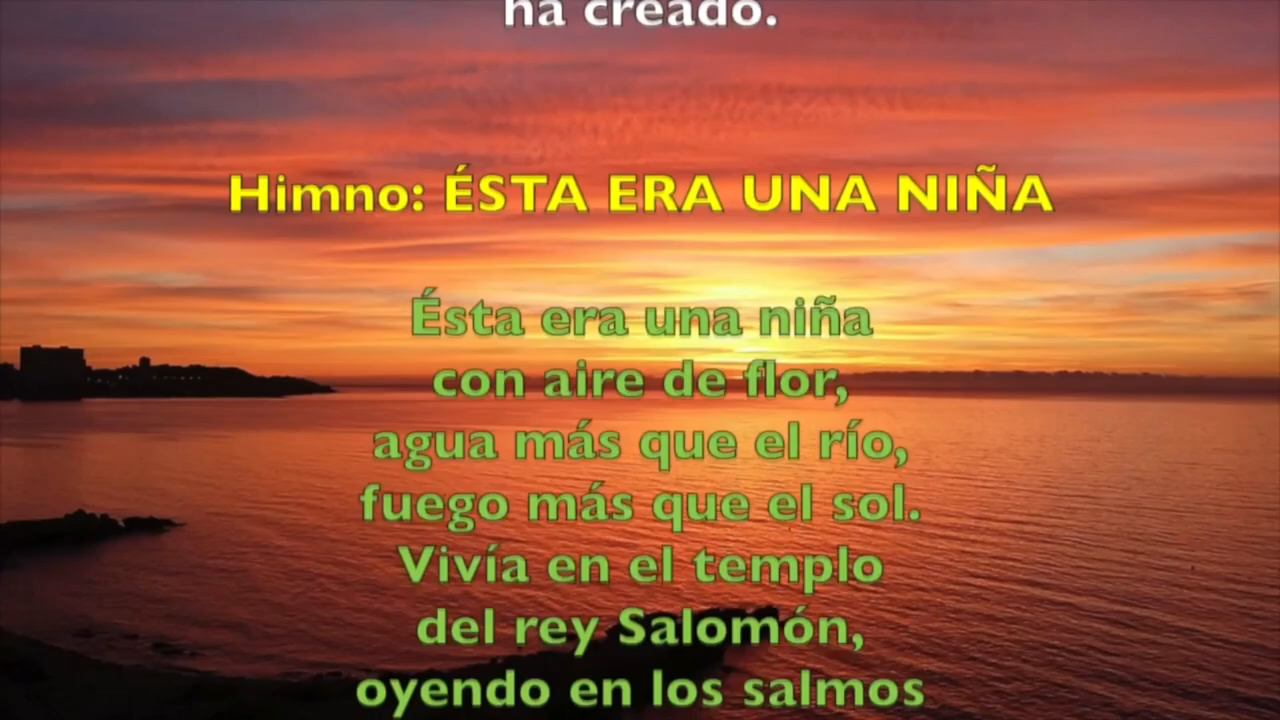 ha creado.
Himno: ÉSTA ERA UNA NIÑA
Ésta era una niña
con aire de flor,
agua más que el río,
fuego más que el sol.
Vivía en el templo
del rey Salomón,
oyendo en los salmos